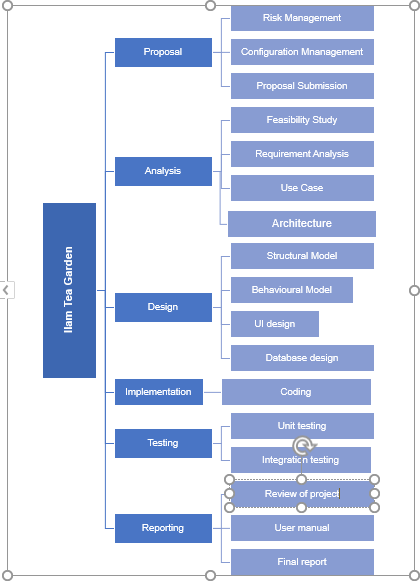 Ilam Tea Garden
Proposal
Risk Management
Configuration Mnanagement
Proposal Submission
Analysis
Feasibility Study
Requirement Analysis
Use Case
Architecture
Design
Structural Model
Behavioural Model
UI design
Database design
Implementation
Coding
Testing
Unit testing
Integration testing
Reporting
Review of project
User manual
Final report